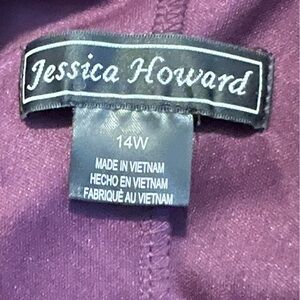 Jessica Howard
14W
MADE IN VIETNAM
HECHO EN VIETNAM
FABRIQUÉ AU VIETNAM